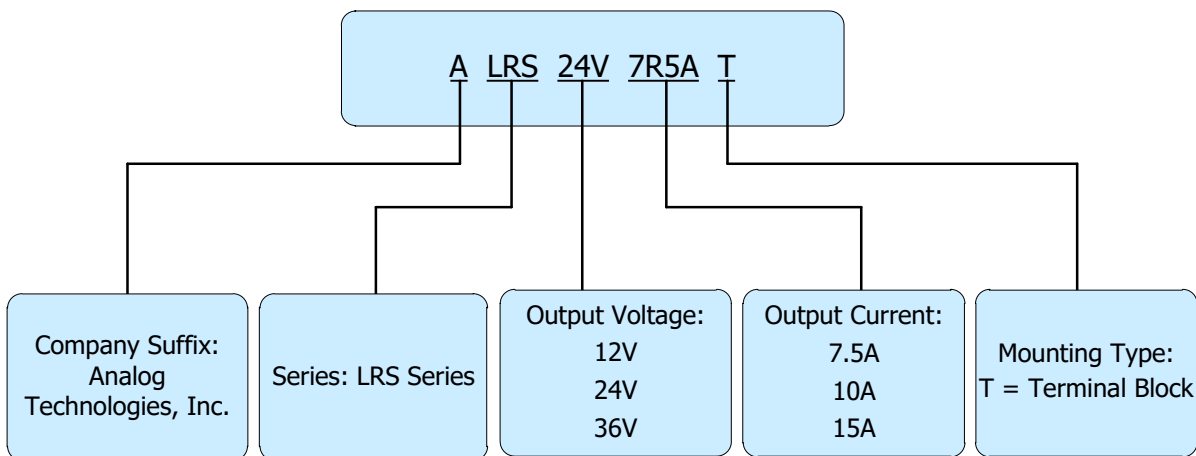 A LRS 24V 7R5A T
Company Suffix:
Analog
Technologies, Inc.
Series: LRS Series
Output Voltage:
12V
24V
36V
Output Current:
7.5A
10A
15A
Mounting Type:
T = Terminal Block